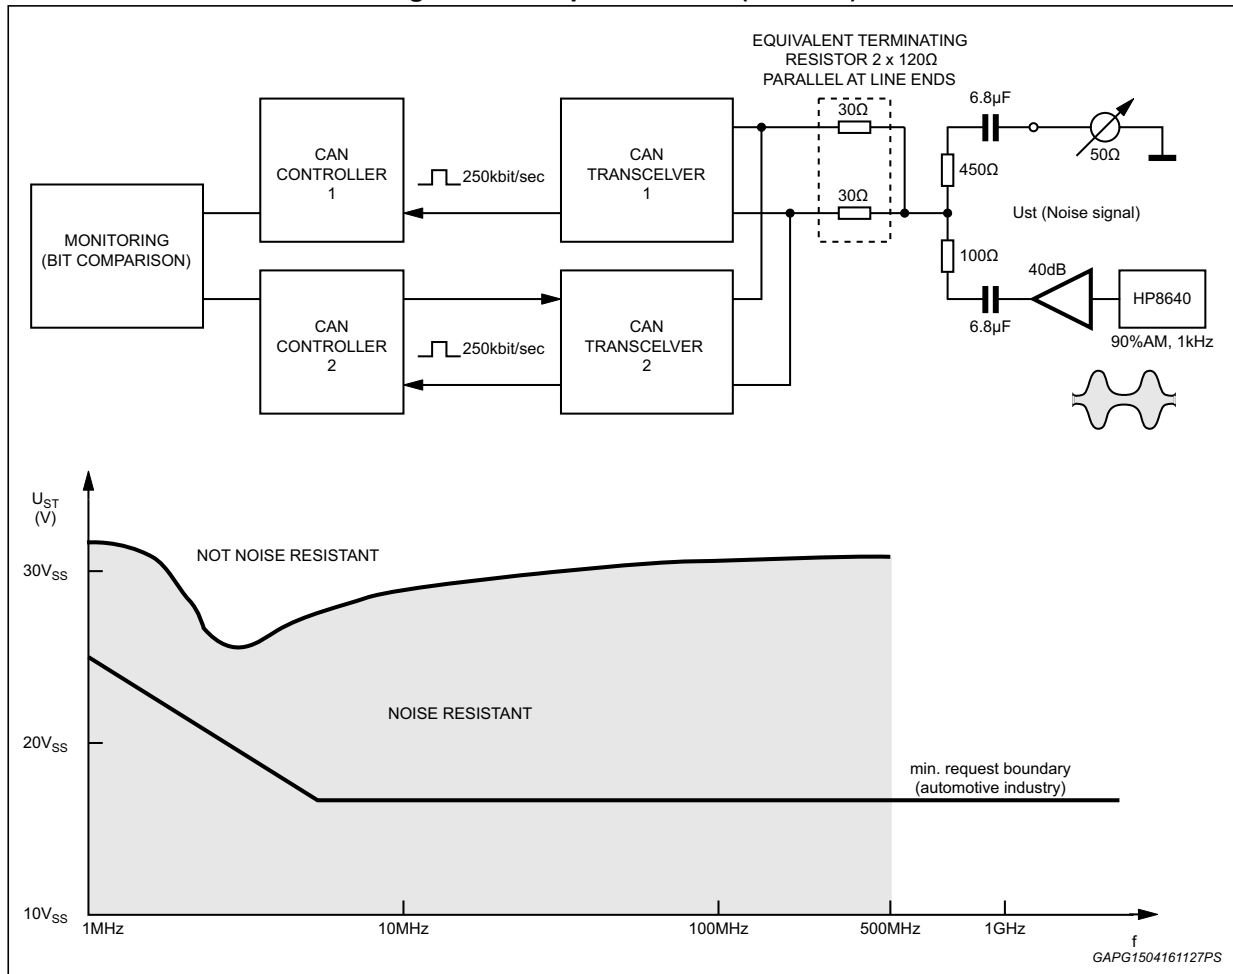 EQUIVALENT TERMINATING
RESISTOR 2 x 120Ω
PARALLEL AT LINE ENDS
30Ω
6.8µF
50Ω
450Ω
CAN
CONTROLLER
1
250kbit/sec
CAN
TRANSCELVER
1
30Ω
Ust (Noise signal)
MONITORING
(BIT COMPARISON)
100Ω
40dB
HP8640
6.8µF
90%AM, 1kHz
CAN
CONTROLLER
2
250kbit/sec
CAN
TRANSCELVER
2
UST
(V)
NOT NOISE RESISTANT
30VSS
NOISE RESISTANT
20VSS
min. request boundary
(automotive industry)
10VSS
1MHz
10MHz
100MHz
500MHz
1GHz
f
GAPG1504161127PS